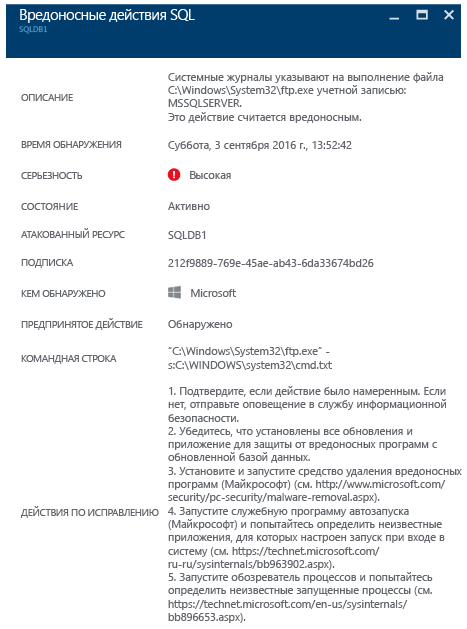 Вредоносные действия SQL
SQLDB1
ОПИСАНИЕ
Системные журналы указывают на выполнение файла
C:\Windows\System32\ftp.exe учетной записью:
MSSQLSERVER.
Это действие считается вредоносным.
ВРЕМЯ ОБНАРУЖЕНИЯ
Суббота, 3 сентября 2016 г., 13:52:42
СЕРЬЕЗНОСТЬ
Высокая
СОСТОЯНИЕ
Активно
АТАКОВАННЫЙ РЕСУРС
SQLDB1
ПОДПИСКА
212f9889-769e-45ae-ab43-6da33674bd26
КЕМ ОБНАРУЖЕНО
Microsoft
ПРЕДПРИНЯТОЕ ДЕЙСТВИЕ
Обнаружено
КОМАНДНАЯ СТРОКА
"C:\Windows\System32\ftp.exe" -
s:C:\WINDOWS\system32\cmd.txt
ДЕЙСТВИЯ ПО ИСПРАВЛЕНИЮ
1. Подтвердите, если действие было намеренным. Если
нет, отправьте оповещение в службу информационной
безопасности.
2. Убедитесь, что установлены все обновления и
приложение для защиты от вредоносных программ с
обновленной базой данных.
3. Установите и запустите средство удаления вредоносных
программ (Майкрософт) (см. http://www.microsoft.com/
security/pc-security/malware-removal.aspx).
4. Запустите служебную программу автозапуска
(Майкрософт) и попытайтесь определить неизвестные
приложения, для которых настроен запуск при входе в
систему (см. https://technet.microsoft.com/
ru-ru/sysinternals/bb963902.aspx).
5. Запустите обозреватель процессов и попытайтесь
определить неизвестные запущенные процессы (см.
https://technet.microsoft.com/en-us/sysinternals/
bb896653.aspx).